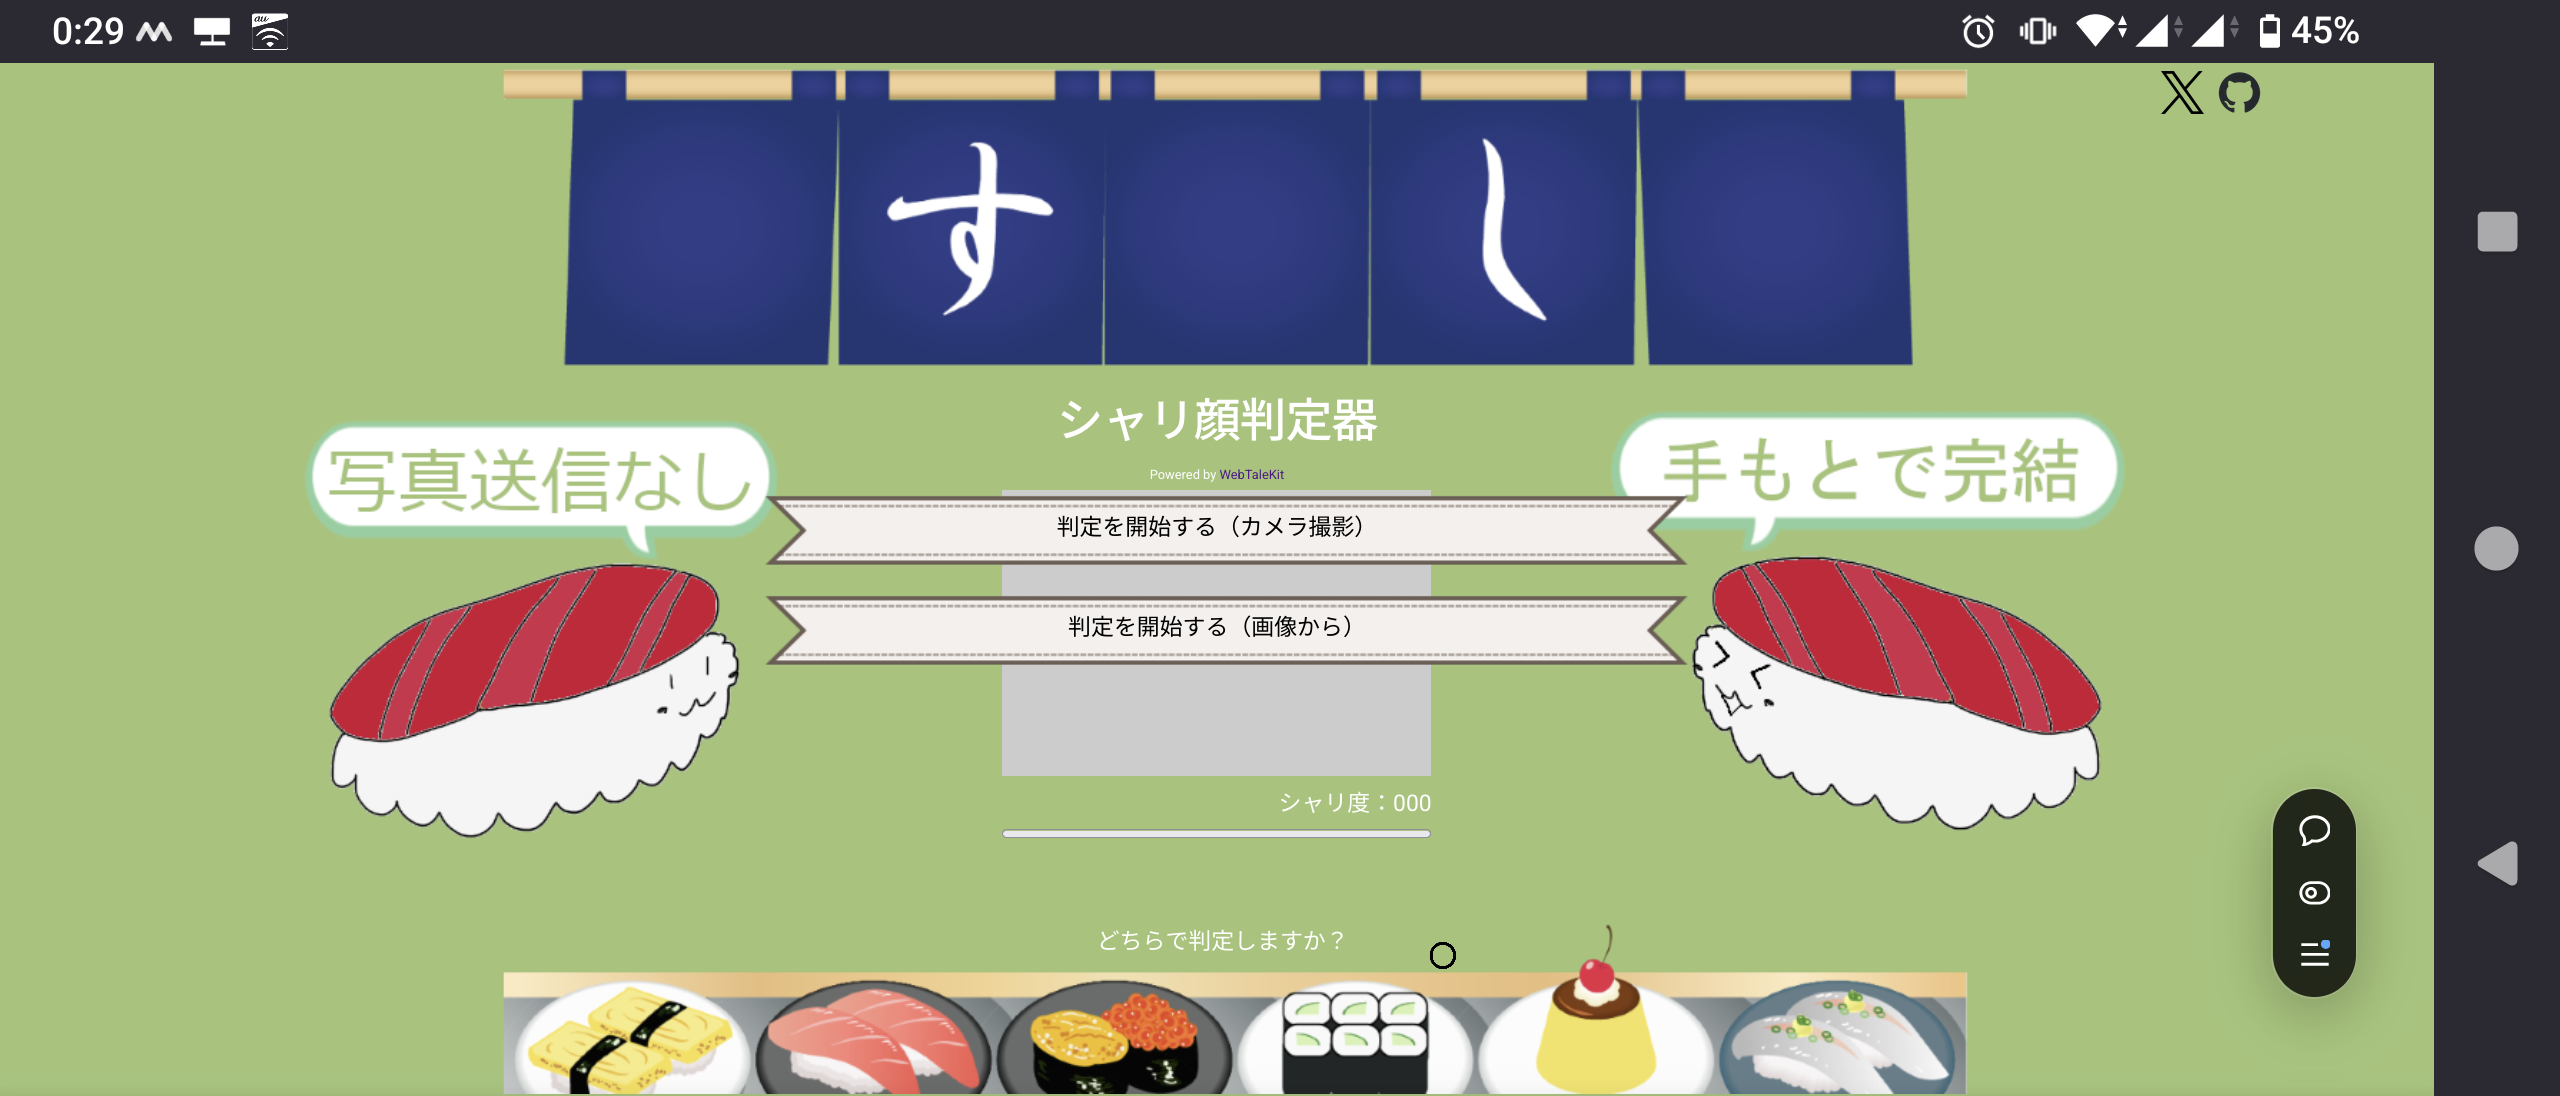 0:29
au
45%
すし
シャリ顔判定器
写真送信なし
手もとで完結
Powered by WebTaleKit
判定を開始する（カメラ撮影）
判定を開始する（画像から）
シャリ度：000
どちらで判定しますか？